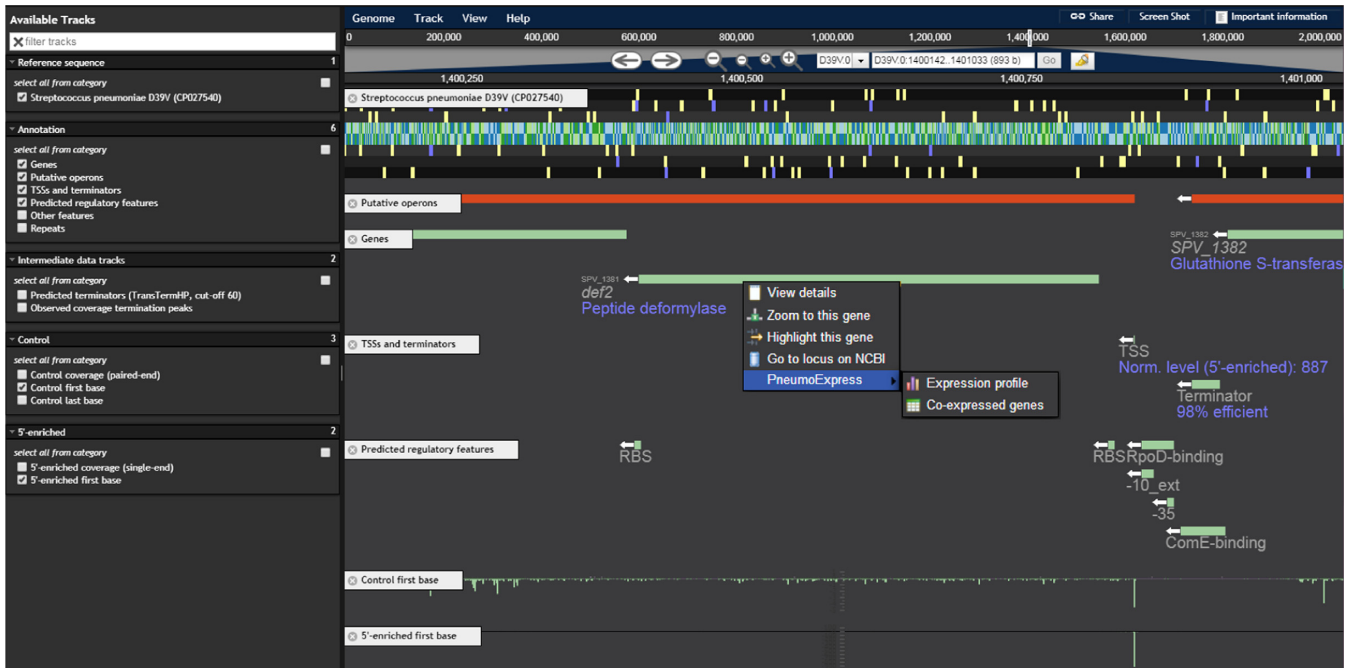 Available Tracks
filter tracks
Reference sequence 1
select all from category
Streptococcus pneumoniae D39V (CP027540)
Annotation 6
select all from category
Genes
Putative operons
TSSs and terminators
Predicted regulatory features
Other features
Repeats
Intermediate data tracks 2
select all from category
Predicted terminators (TransTermHP, cut-off 60)
Observed coverage termination peaks
Control 3
select all from category
Control coverage (paired-end)
Control first base
Control last base
5'-enriched 2
select all from category
5'-enriched coverage (single-end)
5'-enriched first base
Genome Track View Help Share Screen Shot Important information
0 200,000 400,000 600,000 800,000 1,000,000 1,200,000 1,400,000 1,600,000 1,800,000 2,000,000
D39V:0 D39V.0:1400142..1401033 (893 b) Go
1,400,250 1,400,500 1,400,750 1,401,000
Streptococcus pneumoniae D39V (CP027540)
Putative operons
Genes
SPV_1382
SPV_1382
Glutathione S-transferas
SPV_1381
def2
Peptide deformylase
View details
Zoom to this gene
Highlight this gene
Go to locus on NCBI
PneumoExpress
Expression profile
Co-expressed genes
TSSs and terminators
TSS
Norm. level (5'-enriched): 887
Terminator
98% efficient
Predicted regulatory features
RBS RBS RpoD-binding
-10_ext
-35
ComE-binding
Control first base
5'-enriched first base